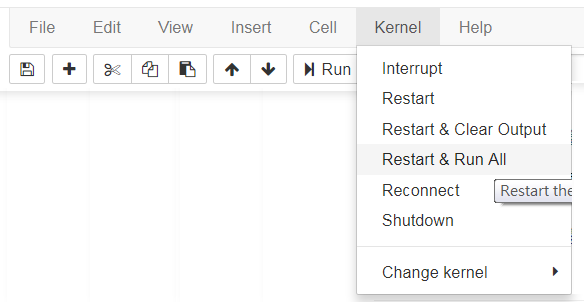 File Edit View Insert Cell Kernel Help
Run
Interrupt
Restart
Restart & Clear Output
Restart & Run All
Reconnect
Restart the
Shutdown
Change kernel